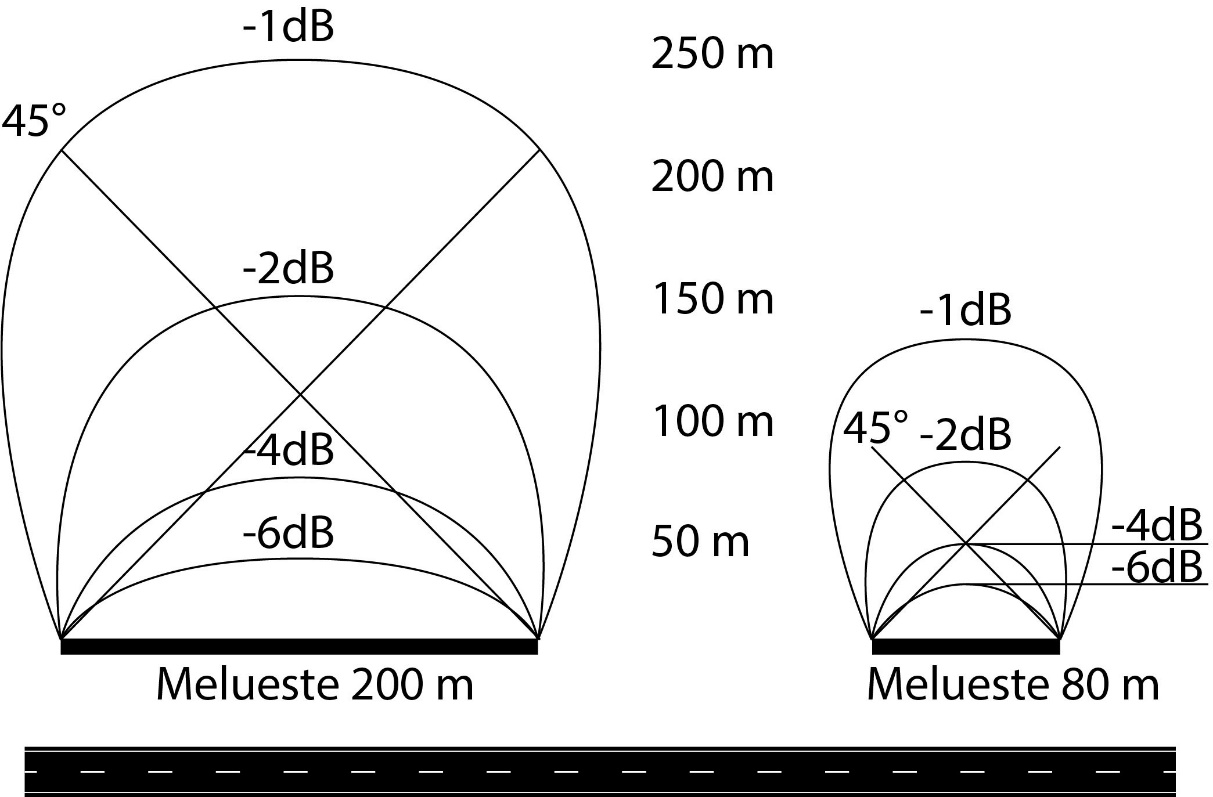 -1dB
250 m
45°
200 m
-2dB
150 m
-1dB
100 m
45°
-2dB
-4dB
50 m
-4dB
-6dB
-6dB
Melueste 200 m
Melueste 80 m